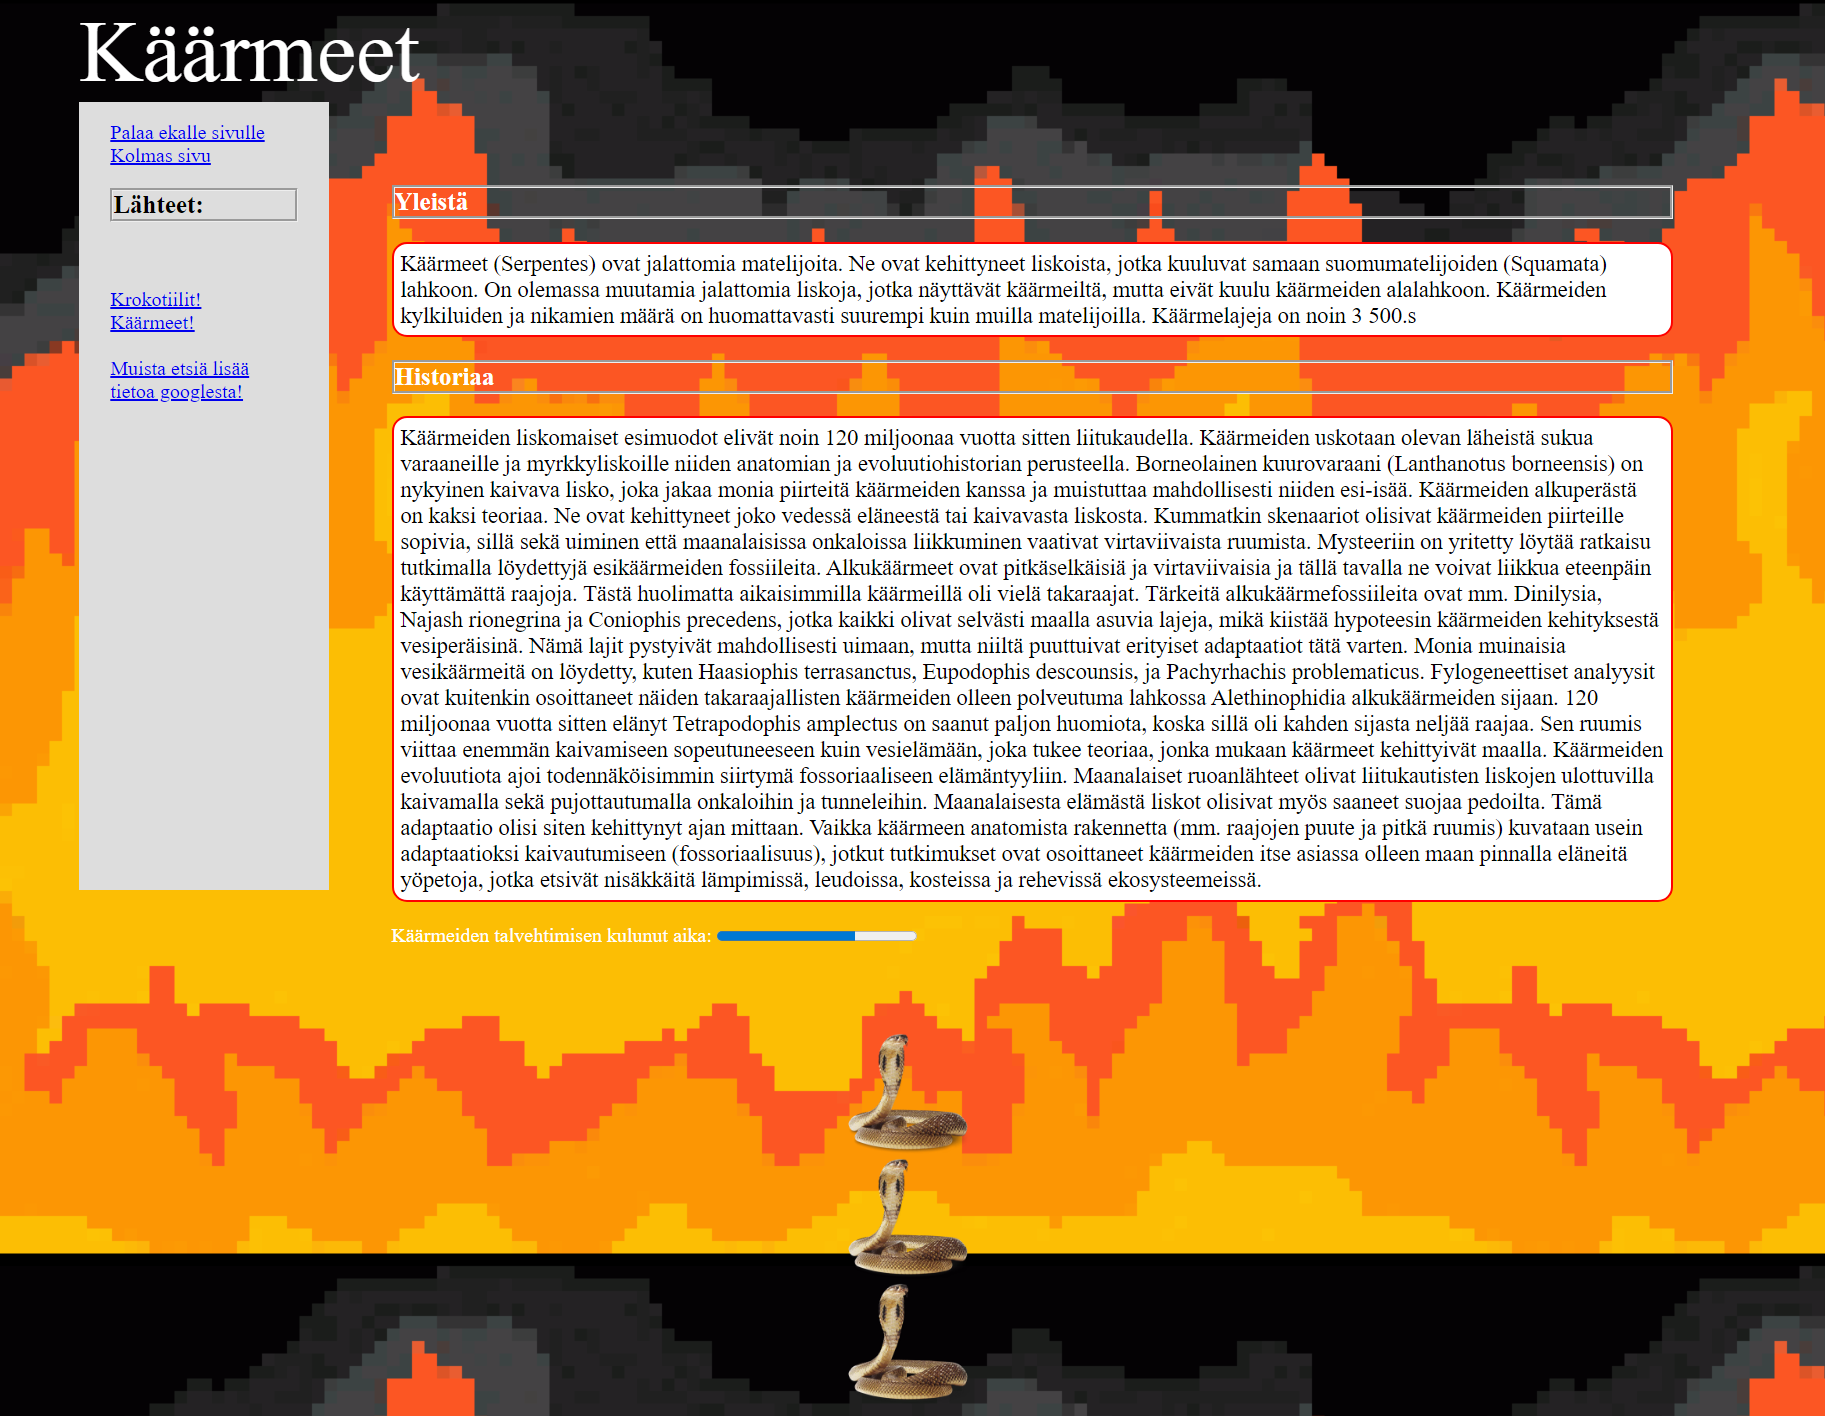 Käärmeet
Palaa ekalle sivulle
Kolmas sivu
Lähteet:
Krokotiilit!
Käärmeet!
Muista etsiä lisää
tietoa googlesta!
Yleistä
Käärmeet (Serpentes) ovat jalattomia matelijoita. Ne ovat kehittyneet liskoista, jotka kuuluvat samaan suomumatelijoiden (Squamata)
lahkoon. On olemassa muutamia jalattomia liskoja, jotka näyttävät käärmeiltä, mutta eivät kuulu käärmeiden alalahkoon. Käärmeiden
kylkiluiden ja nikamien määrä on huomattavasti suurempi kuin muilla matelijoilla. Käärmelajeja on noin 3 500.s
Historiaa
Käärmeiden liskomaiset esimuodot elivät noin 120 miljoonaa vuotta sitten liitukaudella. Käärmeiden uskotaan olevan läheistä sukua
varaaneille ja myrkkyliskoille niiden anatomian ja evoluutiohistorian perusteella. Borneolainen kuurovaraani (Lanthanotus borneensis) on
nykyinen kaivava lisko, joka jakaa monia piirteitä käärmeiden kanssa ja muistuttaa mahdollisesti niiden esi-isää. Käärmeiden alkuperästä
on kaksi teoriaa. Ne ovat kehittyneet joko vedessä eläneestä tai kaivavasta liskosta. Kummatkin skenaariot olisivat käärmeiden piirteille
sopivia, sillä sekä uiminen että maanalaisissa onkaloissa liikkuminen vaativat virtaviivaista ruumista. Mysteeriin on yritetty löytää ratkaisu
tutkimalla löydettyjä esikäärmeiden fossiileita. Alkukäärmeet ovat pitkäselkäisiä ja virtaviivaisia ja tällä tavalla ne voivat liikkua eteenpäin
käyttämättä raajoja. Tästä huolimatta aikaisimmilla käärmeillä oli vielä takaraajat. Tärkeitä alkukäärmefossiileita ovat mm. Dinilysia,
Najash rionegrina ja Coniophis precedens, jotka kaikki olivat selvästi maalla asuvia lajeja, mikä kiistää hypoteesin käärmeiden kehityksestä
vesiperäisinä. Nämä lajit pystyivät mahdollisesti uimaan, mutta niiltä puuttuivat erityiset adaptaatiot tätä varten. Monia muinaisia
vesikäärmeitä on löydetty, kuten Haasiophis terrasanctus, Eupodophis descounsis, ja Pachyrhachis problematicus. Fylogeneettiset analyysit
ovat kuitenkin osoittaneet näiden takaraajallisten käärmeiden olleen polveutuma lahkossa Alethinophidia alkukäärmeiden sijaan. 120
miljoonaa vuotta sitten elänyt Tetrapodophis amplectus on saanut paljon huomiota, koska sillä oli kahden sijasta neljää raajaa. Sen ruumis
viittaa enemmän kaivamiseen sopeutuneeseen kuin vesielämään, joka tukee teoriaa, jonka mukaan käärmeet kehittyivät maalla. Käärmeiden
evoluutiota ajoi todennäköisimmin siirtymä fossoriaaliseen elämäntyyliin. Maanalaiset ruoanlähteet olivat liitukautisten liskojen ulottuvilla
kaivamalla sekä pujottautumalla onkaloihin ja tunneleihin. Maanalaisesta elämästä liskot olisivat myös saaneet suojaa pedoilta. Tämä
adaptaatio olisi siten kehittynyt ajan mittaan. Vaikka käärmeen anatomista rakennetta (mm. raajojen puute ja pitkä ruumis) kuvataan usein
adaptaatioksi kaivautumiseen (fossoriaalisuus), jotkut tutkimukset ovat osoittaneet käärmeiden itse asiassa olleen maan pinnalla eläneitä
yöpetoja, jotka etsivät nisäkkäitä lämpimissä, leudoissa, kosteissa ja rehevissä ekosysteemeissä.
Käärmeiden talvehtimisen kulunut aika: